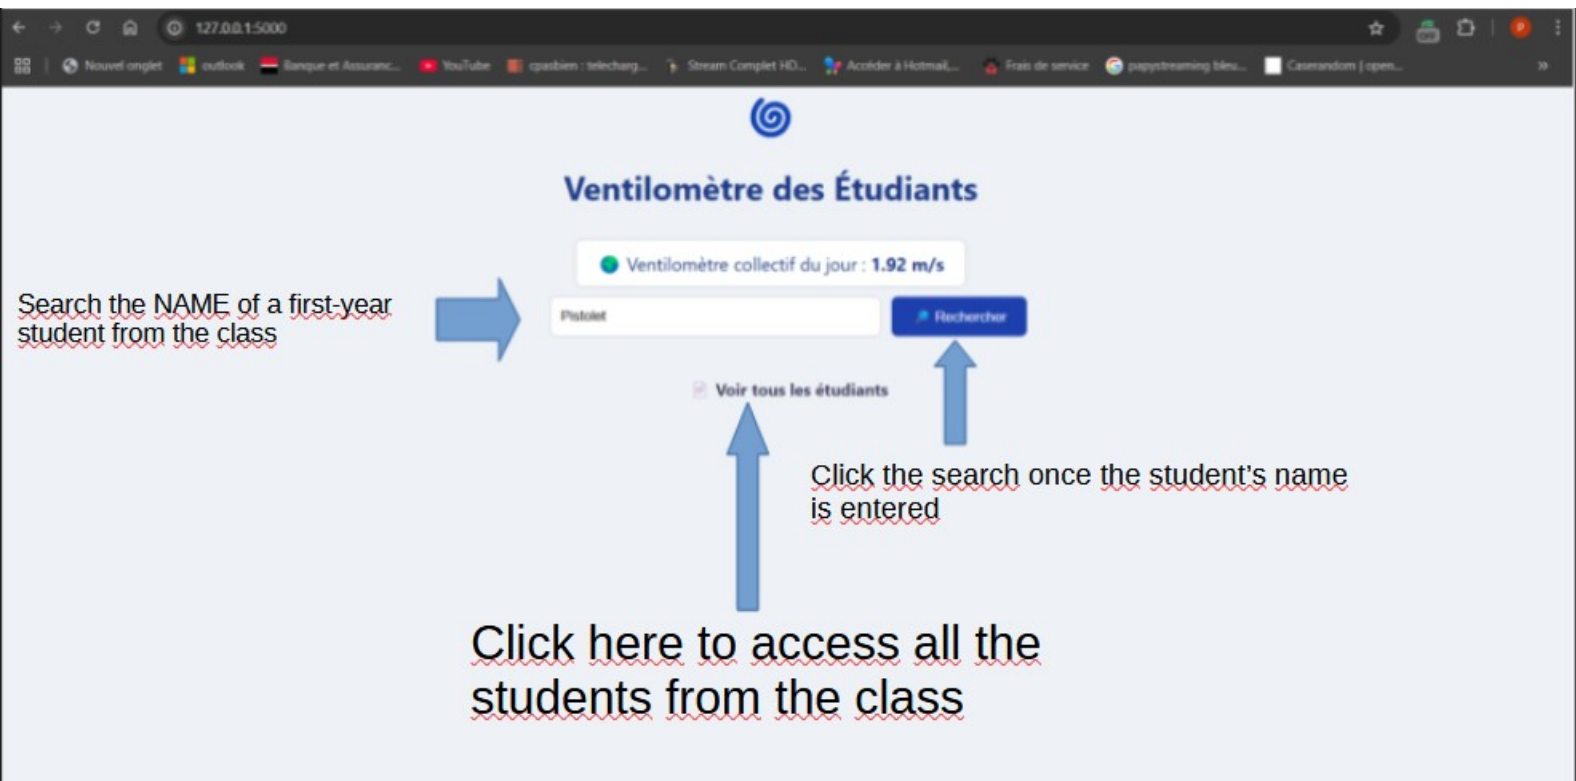 127.0.0.1:5000
Nouvel onglet outlook Banque et Assuranc... YouTube cpasbien : telecharg... Stream Complet HD... Accéder à Hotmail,... Frais de service papystreaming bleu... Caserandom | open... »
Ventilomètre des Étudiants
Ventilomètre collectif du jour : 1.92 m/s
Search the NAME of a first-year
student from the class
Pistolet Rechercher
Voir tous les étudiants
Click the search once the student's name
is entered
Click here to access all the
students from the class